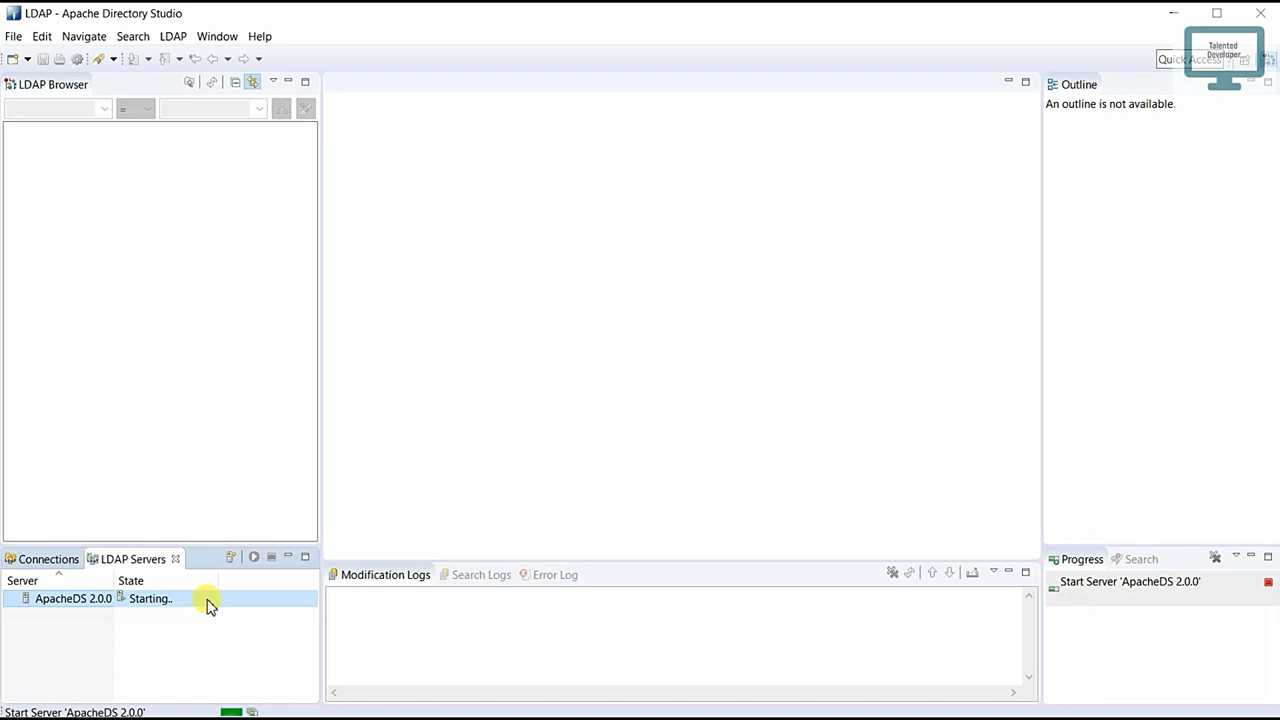 LDAP - Apache Directory Studio
File Edit Navigate Search LDAP Window Help
Talented Developer
Quick Access
LDAP Browser
=
Outline
An outline is not available.
Connections LDAP Servers
Server State
ApacheDS 2.0.0 Starting..
Modification Logs Search Logs Error Log
Progress Search
Start Server 'ApacheDS 2.0.0'
Start Server 'ApacheDS 2.0.0'